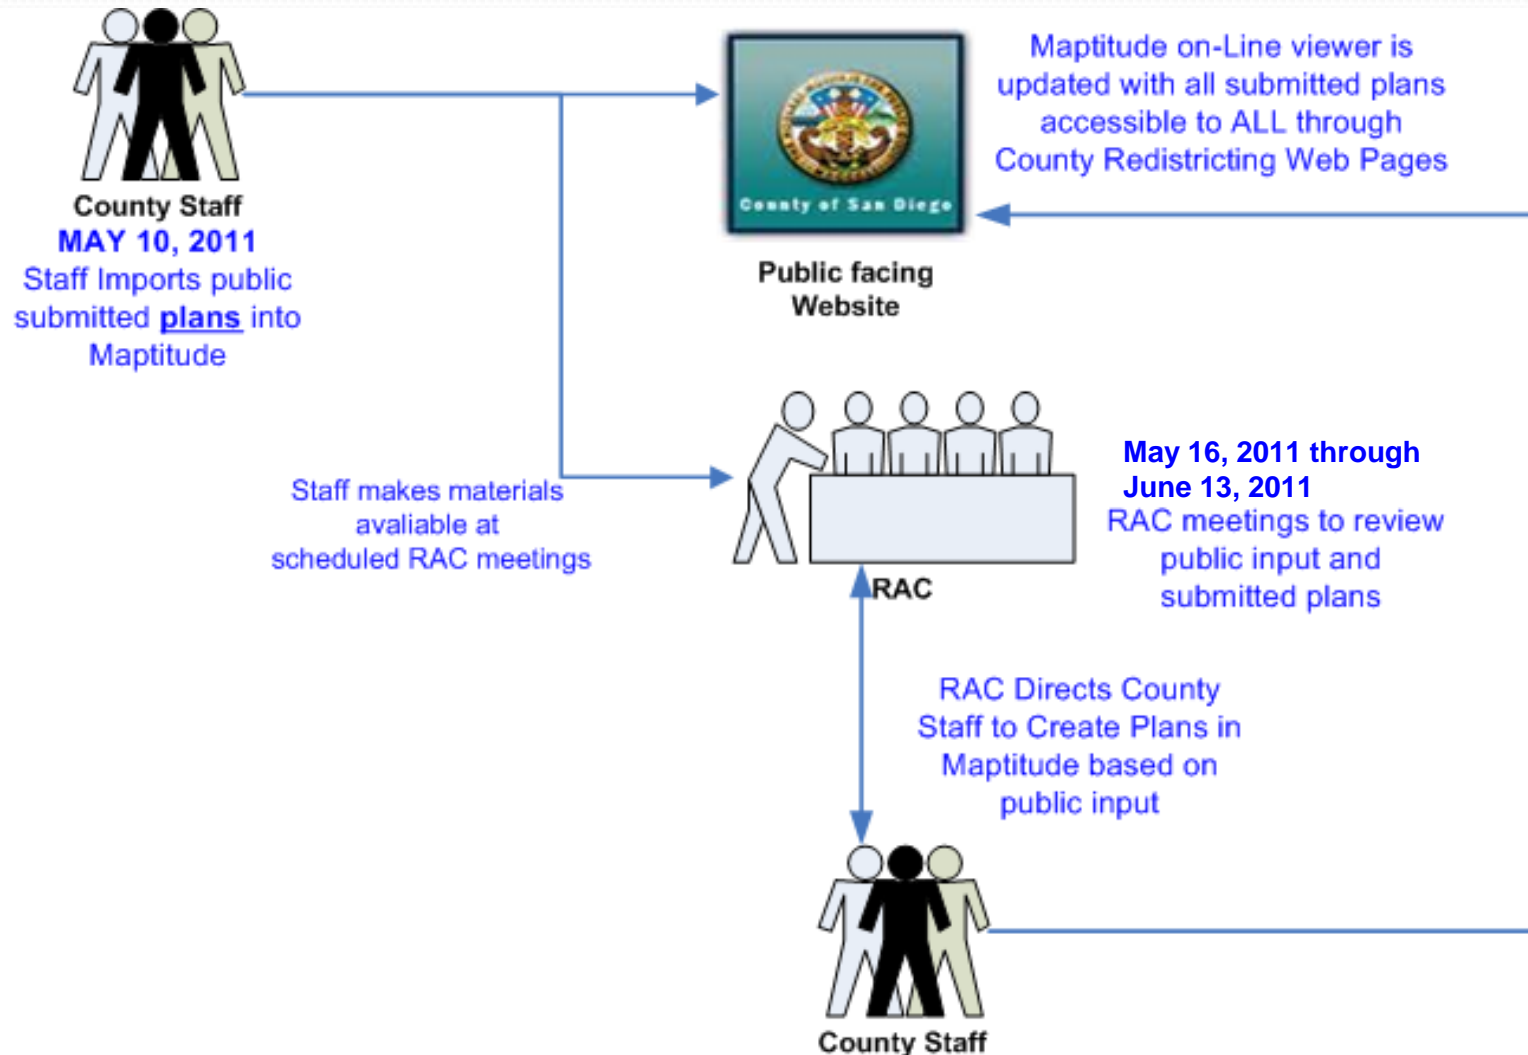 County Staff
MAY 10, 2011
Staff Imports public
submitted plans into
Maptitude
County of San Diego
Public facing
Website
Maptitude on-Line viewer is
updated with all submitted plans
accessible to ALL through
County Redistricting Web Pages
Staff makes materials
avaliable at
scheduled RAC meetings
RAC
May 16, 2011 through
June 13, 2011
RAC meetings to review
public input and
submitted plans
RAC Directs County
Staff to Create Plans in
Maptitude based on
public input
County Staff